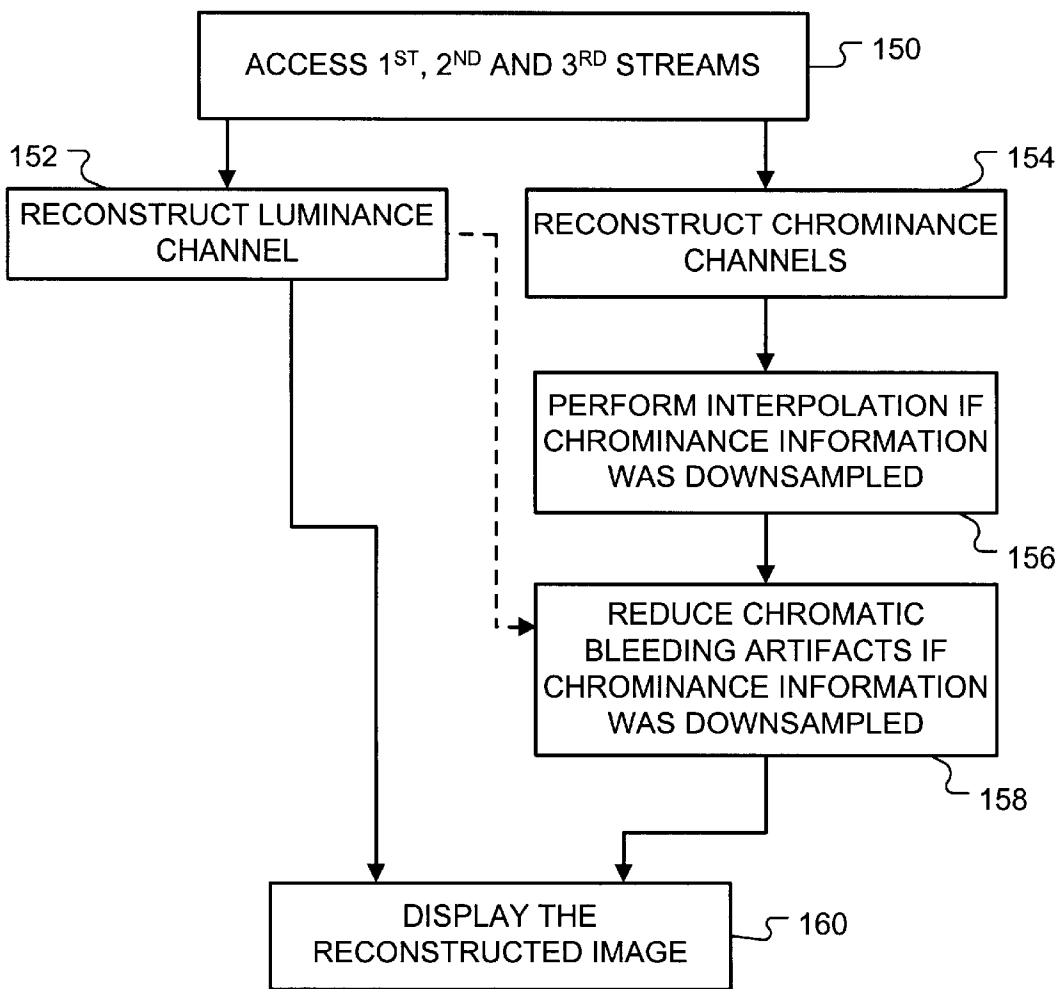 ACCESS 1ST, 2ND AND 3RD STREAMS
150
152
RECONSTRUCT LUMINANCE
CHANNEL
154
RECONSTRUCT CHROMINANCE
CHANNELS
PERFORM INTERPOLATION IF
CHROMINANCE INFORMATION
WAS DOWNSAMPLED
156
REDUCE CHROMATIC
BLEEDING ARTIFACTS IF
CHROMINANCE INFORMATION
WAS DOWNSAMPLED
158
DISPLAY THE
RECONSTRUCTED IMAGE
160